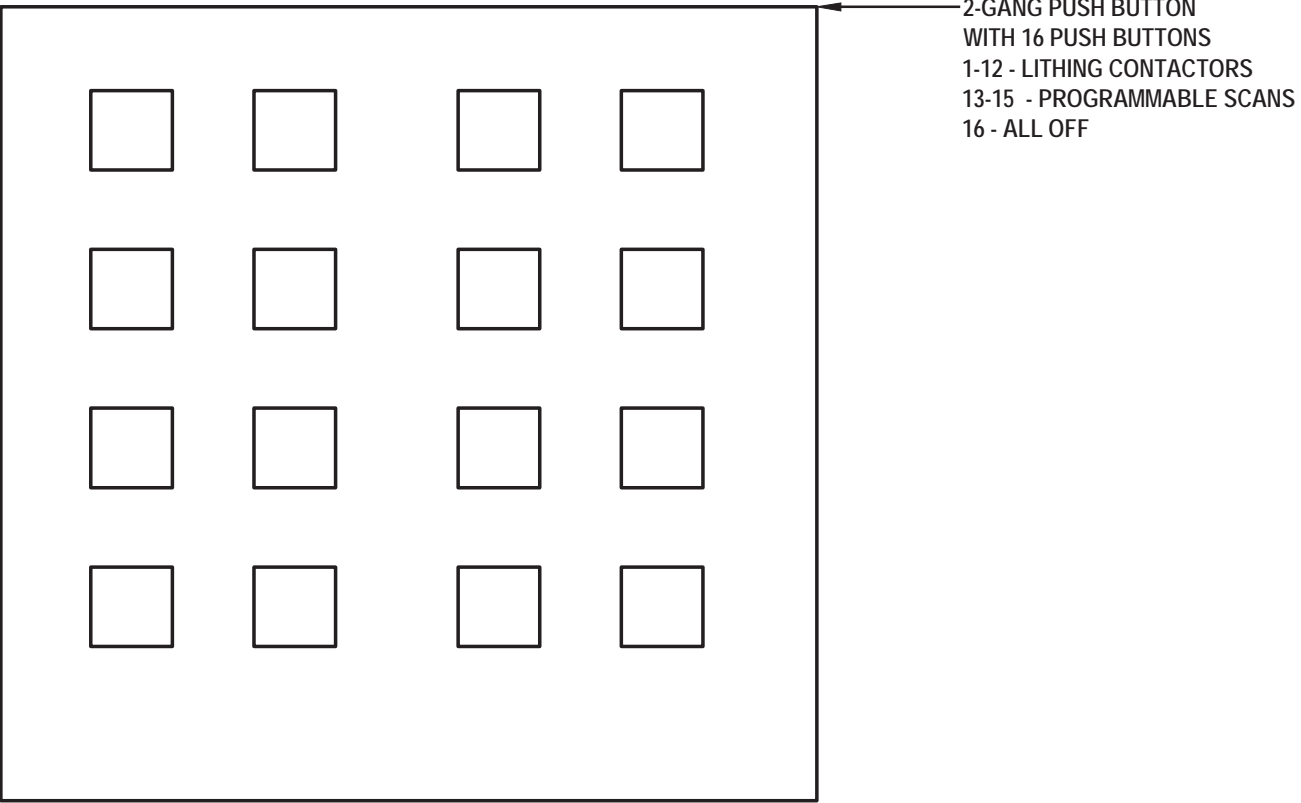 2-GANG PUSH BUTTON
WITH 16 PUSH BUTTONS
1-12 - LITHING CONTACTORS
13-15 - PROGRAMMABLE SCANS
16 - ALL OFF